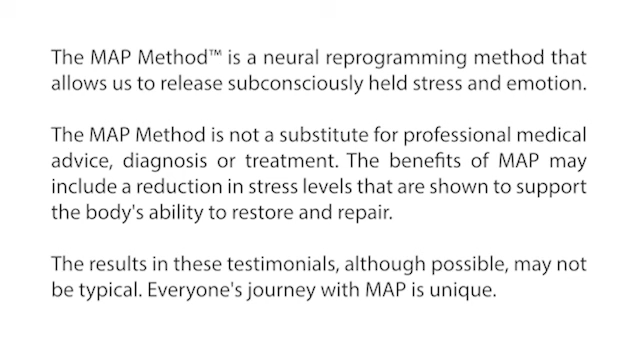 The MAP Method™ is a neural reprogramming method that
allows us to release subconsciously held stress and emotion.
The MAP Method is not a substitute for professional medical
advice, diagnosis or treatment. The benefits of MAP may
include a reduction in stress levels that are shown to support
the body's ability to restore and repair.
The results in these testimonials, although possible, may not
be typical. Everyone's journey with MAP is unique.